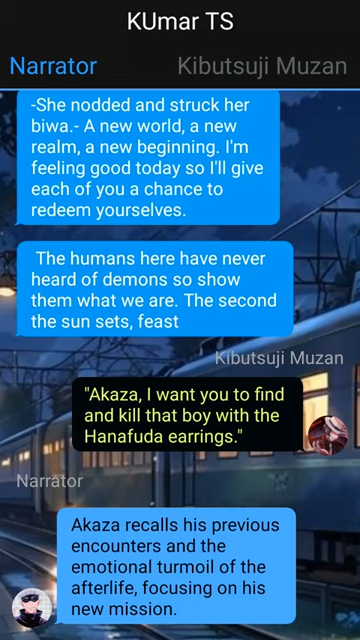 KUmar TS
Narrator
Kibutsuji Muzan
-She nodded and struck her
biwa.- A new world, a new
realm, a new beginning. I'm
feeling good today so I'll give
each of you a chance to
redeem yourselves.
The humans here have never
heard of demons so show
them what we are. The second
the sun sets, feast
Kibutsuji Muzan
"Akaza, I want you to find
and kill that boy with the
Hanafuda earrings."
Narrator
Akaza recalls his previous
encounters and the
emotional turmoil of the
afterlife, focusing on his
new mission.